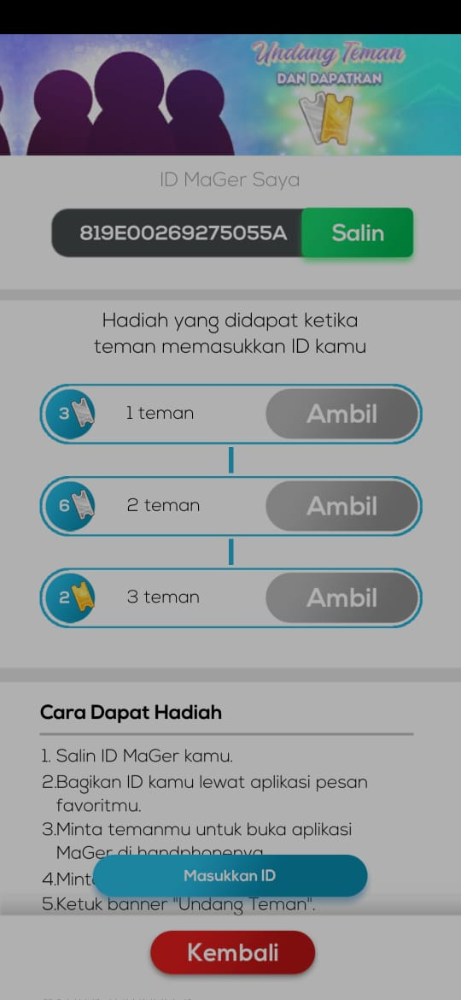 Undang Teman
DAN DAPATKAN
ID MaGer Saya
819E00269275055A
Salin
Hadiah yang didapat ketika
teman memasukkan ID kamu
3
1 teman
Ambil
6
2 teman
Ambil
2
3 teman
Ambil
Cara Dapat Hadiah
1. Salin ID MaGer kamu.
2.Bagikan ID kamu lewat aplikasi pesan
favoritmu.
3.Minta temanmu untuk buka aplikasi
MaGer di handphonenya
4.Mint
Masukkan ID
5.Ketuk banner "Undang Teman".
Kembali